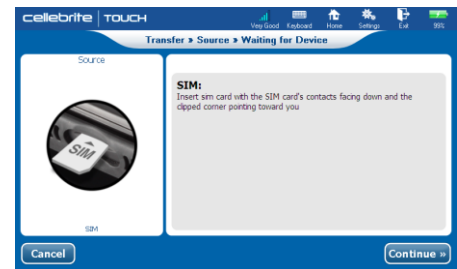 cellebrite TOUCH
Very Good Keyboard Home Settings Exit 99%
Transfer » Source » Waiting for Device
Source
SIM
SIM
SIM:
Insert sim card with the SIM card's contacts facing down and the
clipped corner pointing toward you
Cancel
Continue »